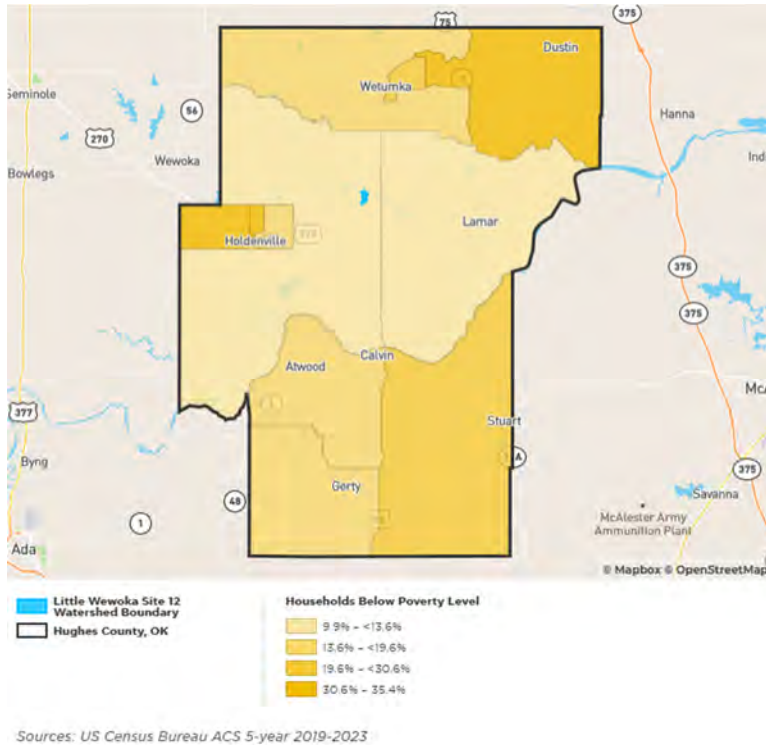 75
375
Dustin
Seminole
Wetumka
56
Hanna
270
Wewoka
Bowlegs
Lamar
Holdenville
375
375
Calvin
Atwood
377
Stuart
Byng
375
Gerty
48
Savanna
1
McAlester Army
Ammunition Plant
Ada
© Mapbox © OpenStreetMap
Little Wewoka Site 12
Watershed Boundary
Hughes County, OK
Households Below Poverty Level
9.9% - <13.6%
13.6% - <19.6%
19.6% - <30.6%
30.6% - 35.4%
Sources: US Census Bureau ACS 5-year 2019-2023